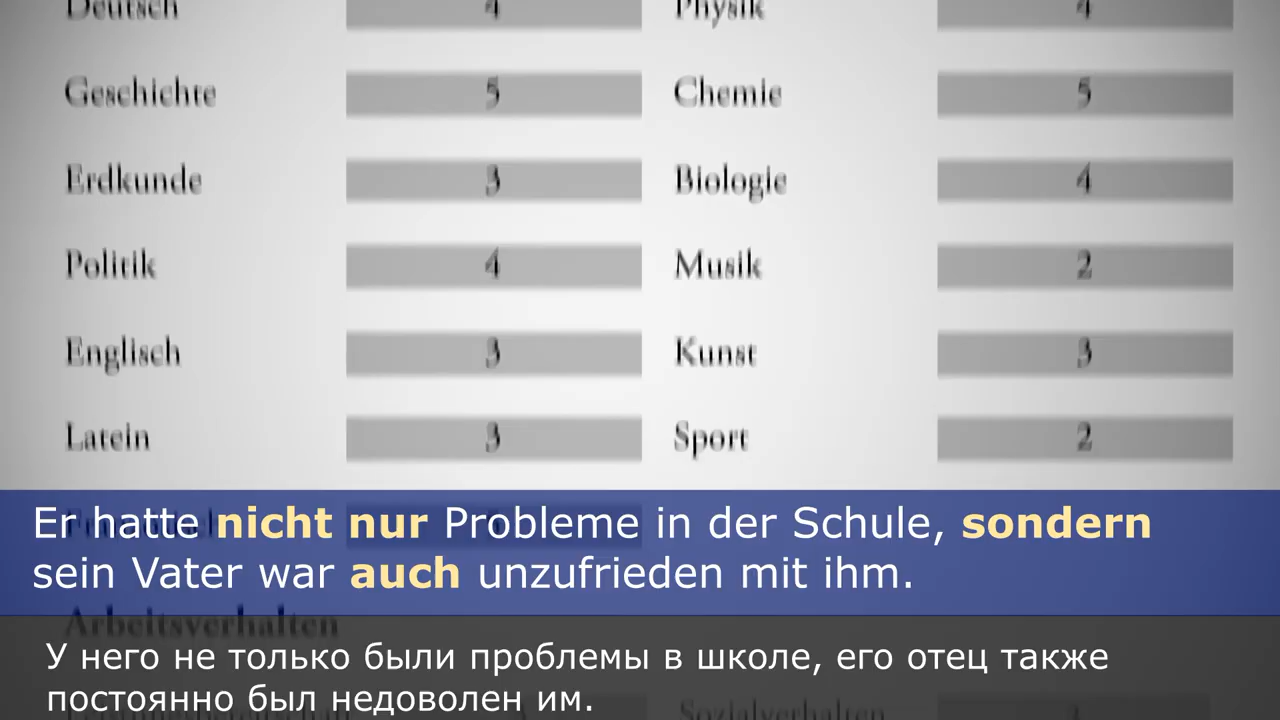 Deutsch 4 Physik 4
Geschichte 5 Chemie 5
Erdkunde 3 Biologie 4
Politik 4 Musik 2
Englisch 3 Kunst 3
Latein 3 Sport 2
Er hatte nicht nur Probleme in der Schule, sondern
sein Vater war auch unzufrieden mit ihm.
Arbeitsverhalten
У него не только были проблемы в школе, его отец также
постоянно был недоволен им.
Sozialverhalten